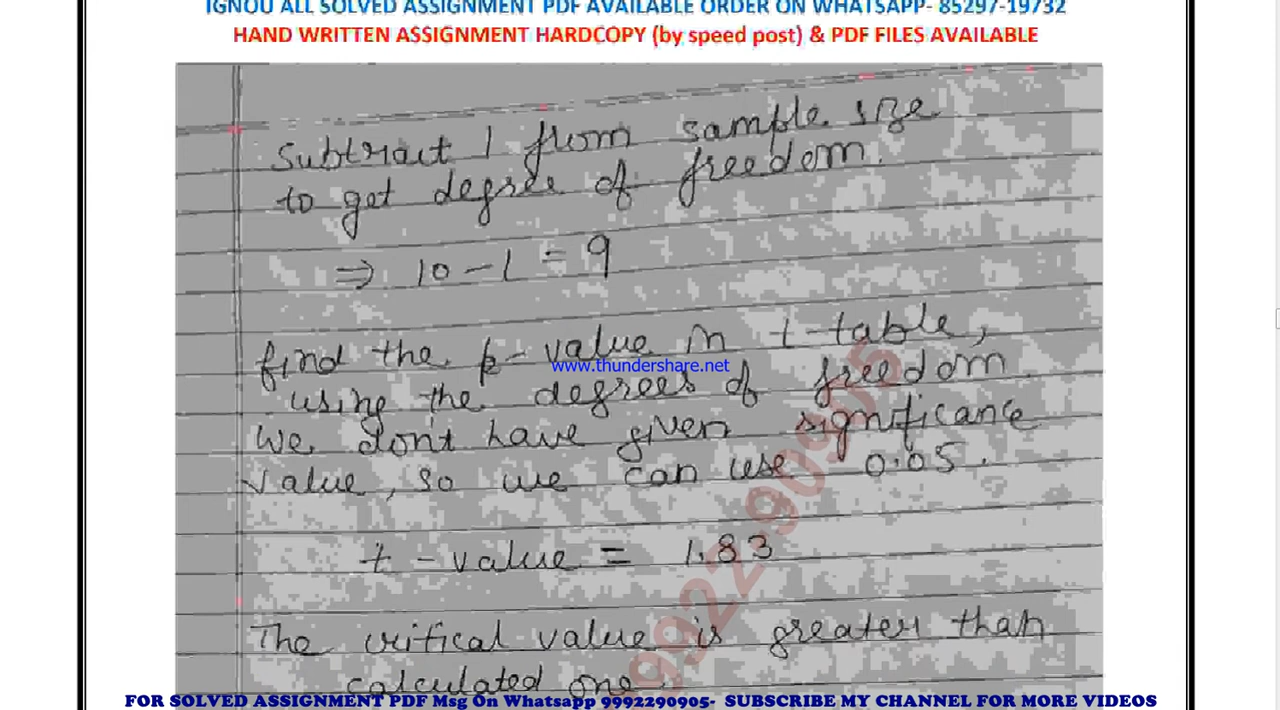 IGNOU ALL SOLVED ASSIGNMENT PDF AVAILABLE ORDER ON WHATSAPP- 85297-19732
HAND WRITTEN ASSIGNMENT HARDCOPY (by speed post) & PDF FILES AVAILABLE
Subtract 1 from sample size
to get degree of freedom.
⇒ 10 - 1 = 9
find the p-value in t-table,
www.thundershare.net
using the degrees of freedom.
We don't have given significance
value, so we can use 0.05.
t - value = 1.83
The critical value is greater than
calculated one.
9992290905
FOR SOLVED ASSIGNMENT PDF Msg On Whatsapp 9992290905- SUBSCRIBE MY CHANNEL FOR MORE VIDEOS